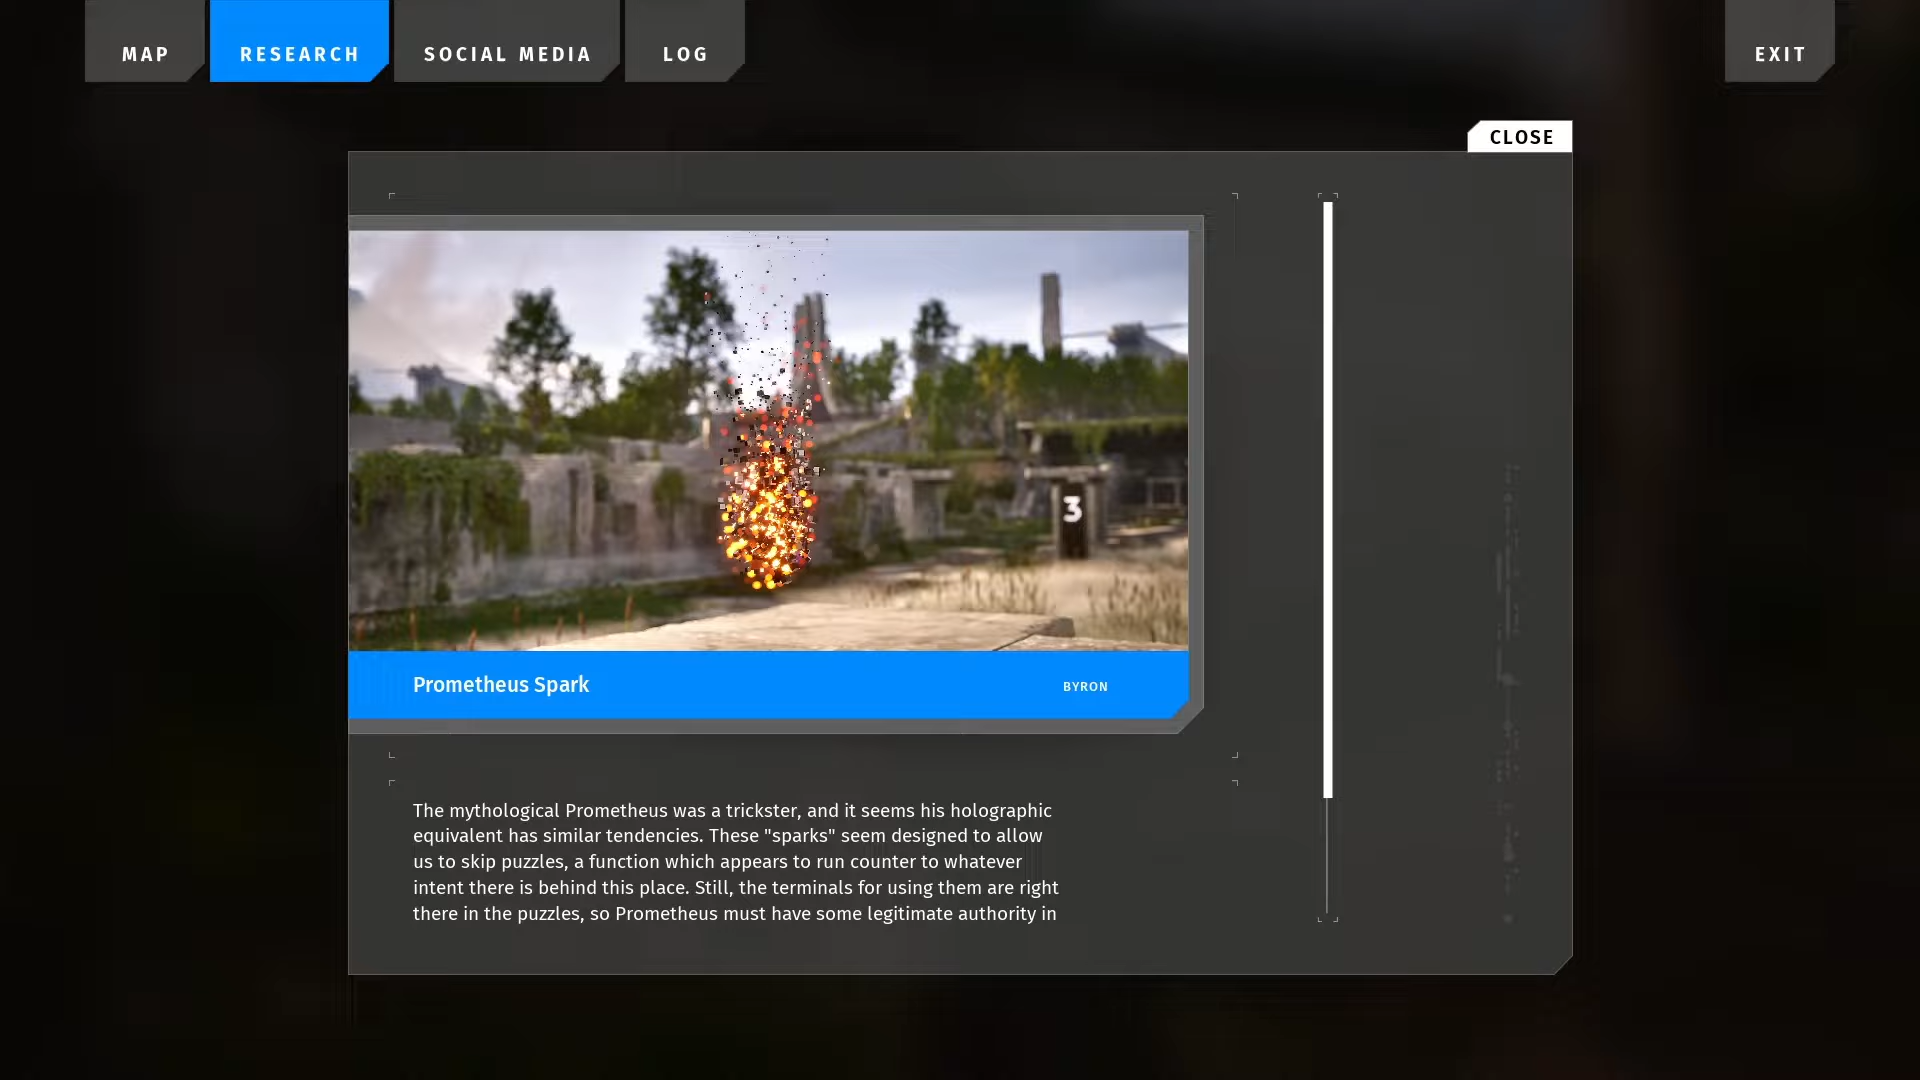 MAP
RESEARCH
SOCIAL MEDIA
LOG
EXIT
CLOSE
3
Prometheus Spark
BYRON
The mythological Prometheus was a trickster, and it seems his holographic
equivalent has similar tendencies. These "sparks" seem designed to allow
us to skip puzzles, a function which appears to run counter to whatever
intent there is behind this place. Still, the terminals for using them are right
there in the puzzles, so Prometheus must have some legitimate authority in